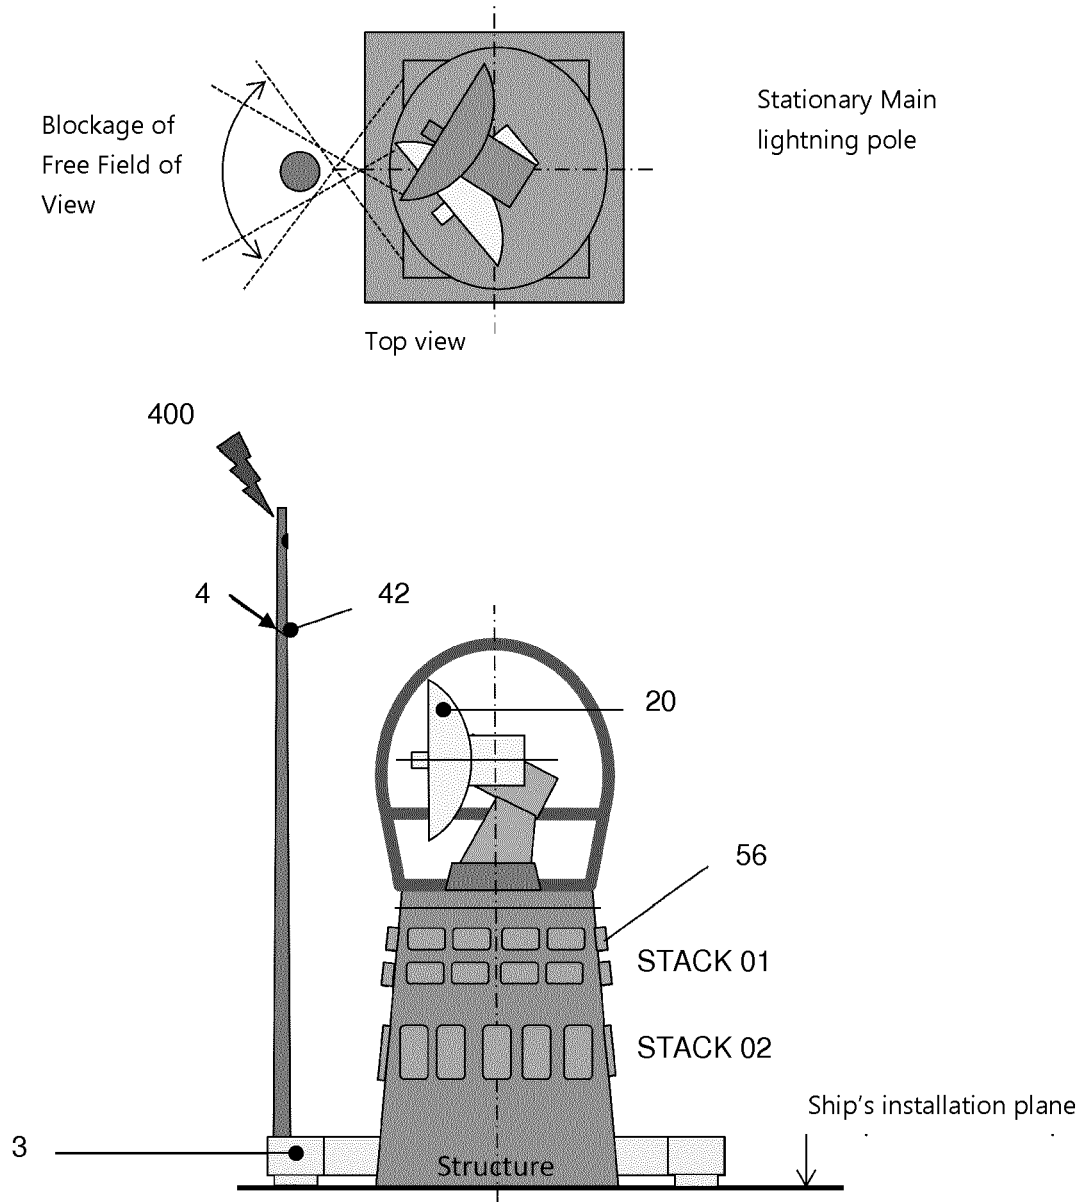 Blockage of
Free Field of
View
Stationary Main
lightning pole
Top view
400
4
42
20
56
STACK 01
STACK 02
Ship's installation plane
3
Structure